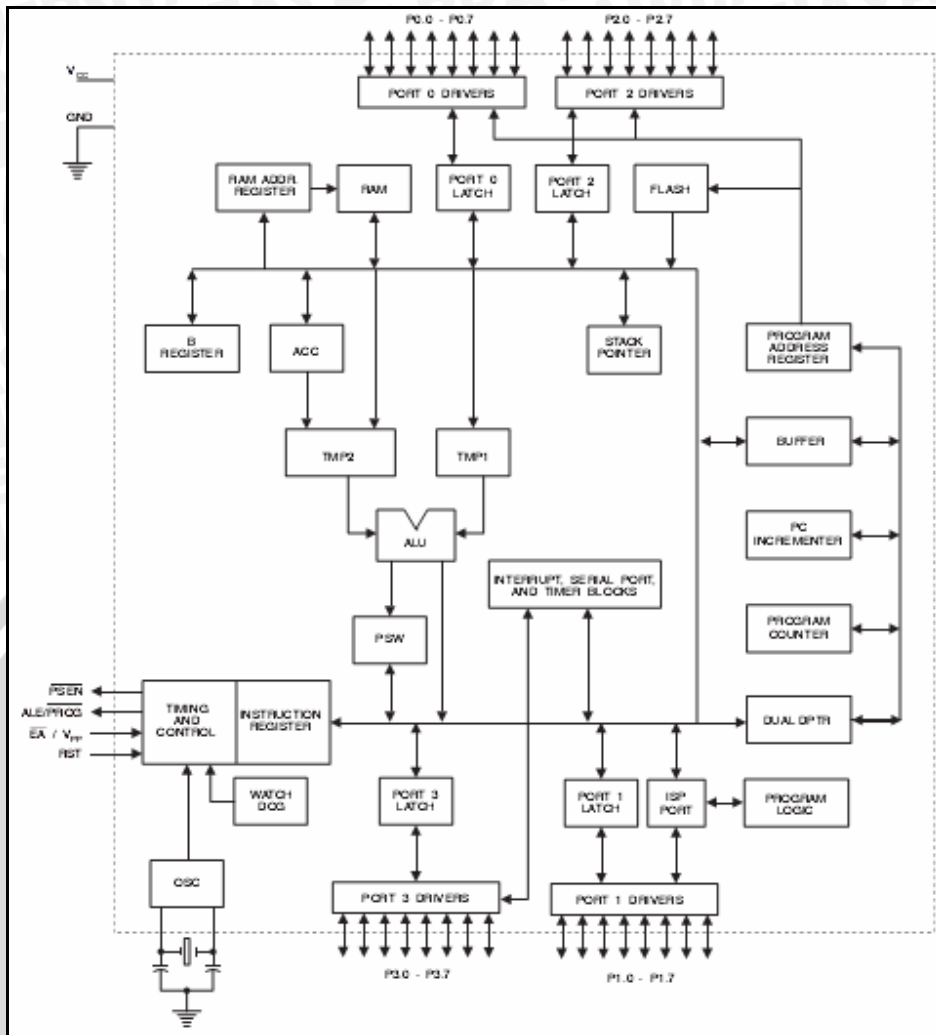 P0.0 - P0.7
P2.0 - P2.7
VCC
GND
PORT 0 DRIVERS
PORT 2 DRIVERS
RAM ADDR.
REGISTER
RAM
PORT 0
LATCH
PORT 2
LATCH
FLASH
B
REGISTER
ACC
STACK
POINTER
PROGRAM
ADDRESS
REGISTER
TMP2
TMP1
BUFFER
ALU
PC
INCREMENTER
INTERRUPT, SERIAL PORT,
AND TIMER BLOCKS
PSW
PROGRAM
COUNTER
PSEN
ALE/PROG
EA / VPP
RST
TIMING
AND
CONTROL
INSTRUCTION
REGISTER
DUAL DPTR
WATCH
DOG
PORT 3
LATCH
PORT 1
LATCH
ISP
PORT
PROGRAM
LOGIC
OSC
PORT 3 DRIVERS
PORT 1 DRIVERS
P3.0 - P3.7
P1.0 - P1.7